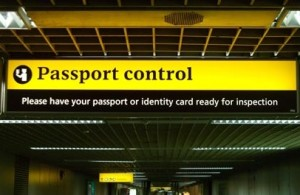 Passport control
Please have your passport or identity card ready for inspection